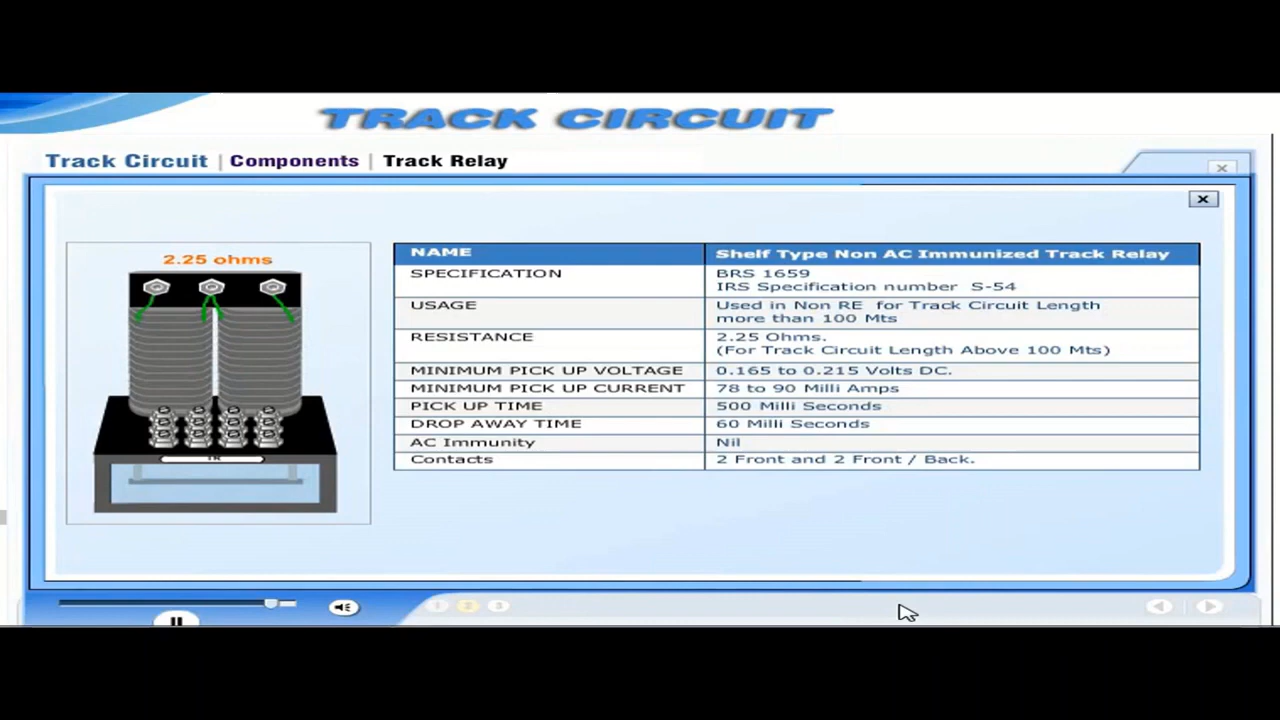 TRACK CIRCUIT
Track Circuit | Components | Track Relay
2.25 ohms
TR
NAME Shelf Type Non AC Immunized Track Relay
SPECIFICATION BRS 1659
IRS Specification number S-54
USAGE Used in Non RE for Track Circuit Length
more than 100 Mts
RESISTANCE 2.25 Ohms.
(For Track Circuit Length Above 100 Mts)
MINIMUM PICK UP VOLTAGE 0.165 to 0.215 Volts DC.
MINIMUM PICK UP CURRENT 78 to 90 Milli Amps
PICK UP TIME 500 Milli Seconds
DROP AWAY TIME 60 Milli Seconds
AC Immunity Nil
Contacts 2 Front and 2 Front / Back.
1 2 3